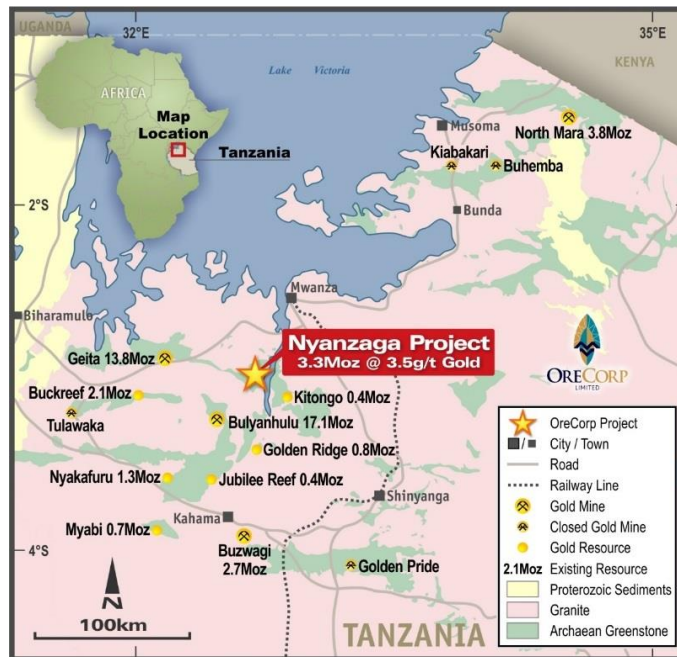 UGANDA
32°E
35°E
KENYA
Lake Victoria
AFRICA
Map
Location
Tanzania
Musoma
North Mara 3.8Moz
Kiabakari
Buhemba
2°S
Bunda
Mwanza
Biharamulo
Nyanzaga Project
3.3Moz @ 3.5g/t Gold
Geita 13.8Moz
ORECORP
LIMITED
Buckreef 2.1Moz
Kitongo 0.4Moz
Tulawaka
Bulyanhulu 17.1Moz
Golden Ridge 0.8Moz
Nyakafuru 1.3Moz
Jubilee Reef 0.4Moz
Shinyanga
Kahama
Myabi 0.7Moz
Buzwagi
2.7Moz
4°S
Golden Pride
N
100km
TANZANIA
OreCorp Project
City / Town
Road
Railway Line
Gold Mine
Closed Gold Mine
Gold Resource
2.1Moz Existing Resource
Proterozoic Sediments
Granite
Archaean Greenstone